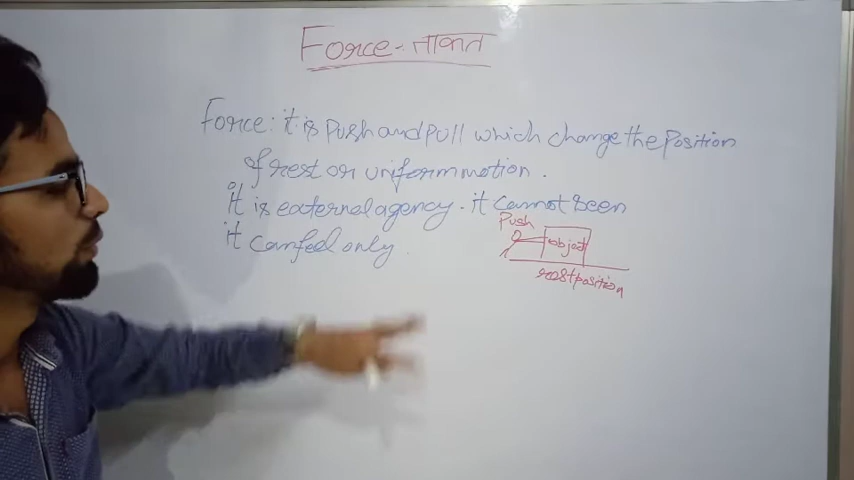 Force - ताकत
Force: it is Push and Pull which change the Position
of rest or uniform motion.
It is external agency. it cannot seen
it can feel only.
Push
object
rest position